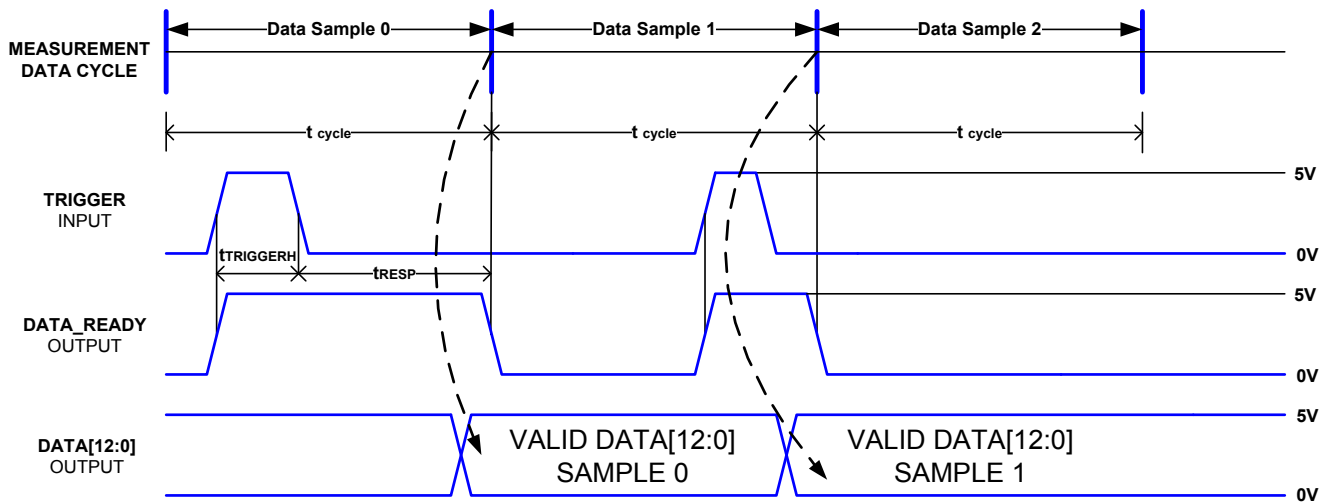 Data Sample 0 Data Sample 1 Data Sample 2
MEASUREMENT
DATA CYCLE
t cycle t cycle t cycle
5V
TRIGGER
INPUT
0V
tTRIGGERH tRESP
5V
DATA_READY
OUTPUT
0V
5V
VALID DATA[12:0] VALID DATA[12:0]
DATA[12:0]
OUTPUT
SAMPLE 0 SAMPLE 1
0V